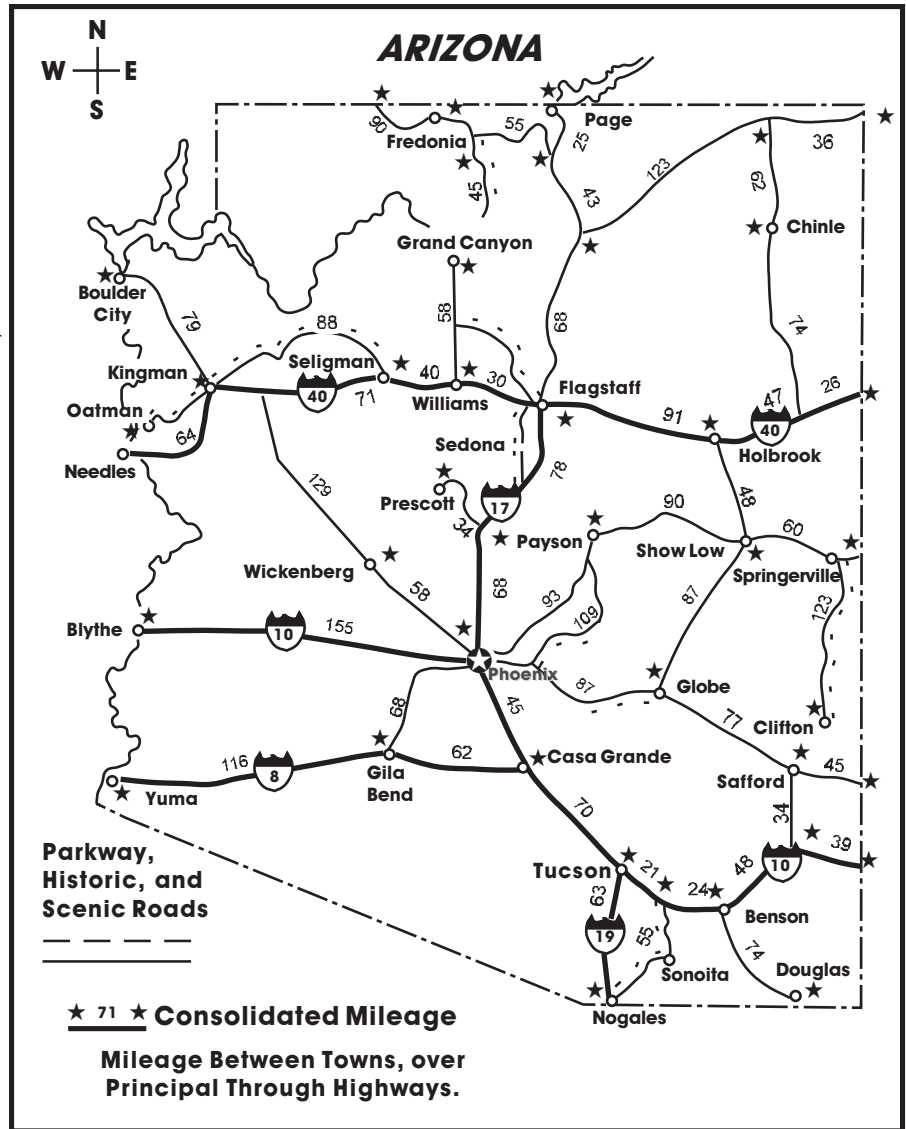 N
ARIZONA
W E
S
Page
90
Fredonia
55
25
36
123
62
45
43
Chinle
Grand Canyon
Boulder
City
79
58
68
74
88
Seligman
Kingman
40
71
40
30
Williams
Flagstaff
91
47
40
26
Oatman
64
Needles
Sedona
78
Holbrook
129
Prescott
34
17
48
90
60
Payson
Show Low
Springerville
Wickenberg
58
68
93
109
87
123
Blythe
10
155
Phoenix
87
Globe
77
Clifton
68
45
116
8
62
Casa Grande
Gila
Bend
Yuma
Safford
45
34
70
Parkway,
Historic, and
Scenic Roads
Tucson
21
24
48
10
39
63
19
55
Benson
74
Sonoita
Douglas
Nogales
71 Consolidated Mileage
Mileage Between Towns, over
Principal Through Highways.